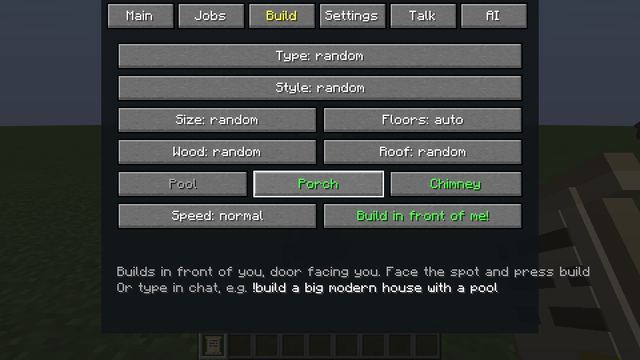 Main Jobs Build Settings Talk AI
Type: random
Style: random
Size: random Floors: auto
Wood: random Roof: random
Pool Porch Chimney
Speed: normal Build in front of me!
Builds in front of you, door facing you. Face the spot and press build
Or type in chat, e.g. !build a big modern house with a pool